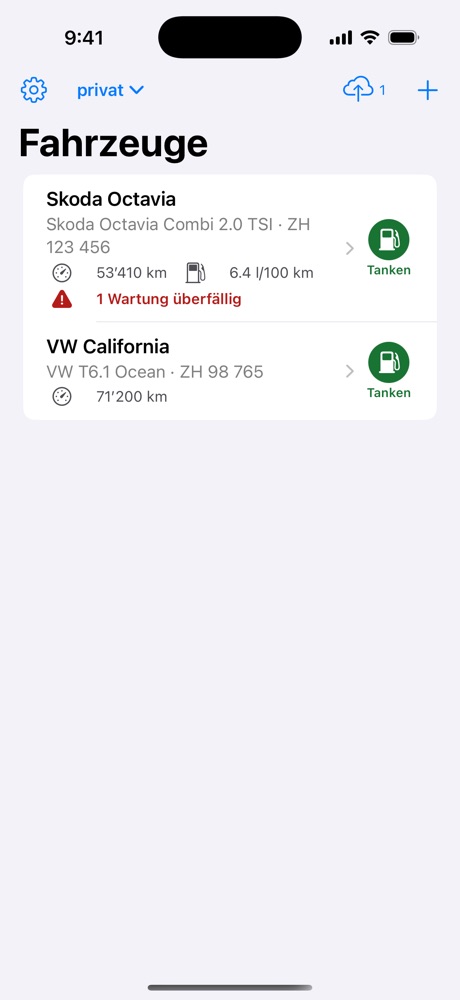 9:41
privat
1
Fahrzeuge
Skoda Octavia
Skoda Octavia Combi 2.0 TSI · ZH
123 456
53’410 km 6.4 l/100 km
Tanken
1 Wartung überfällig
VW California
VW T6.1 Ocean · ZH 98 765
71’200 km
Tanken